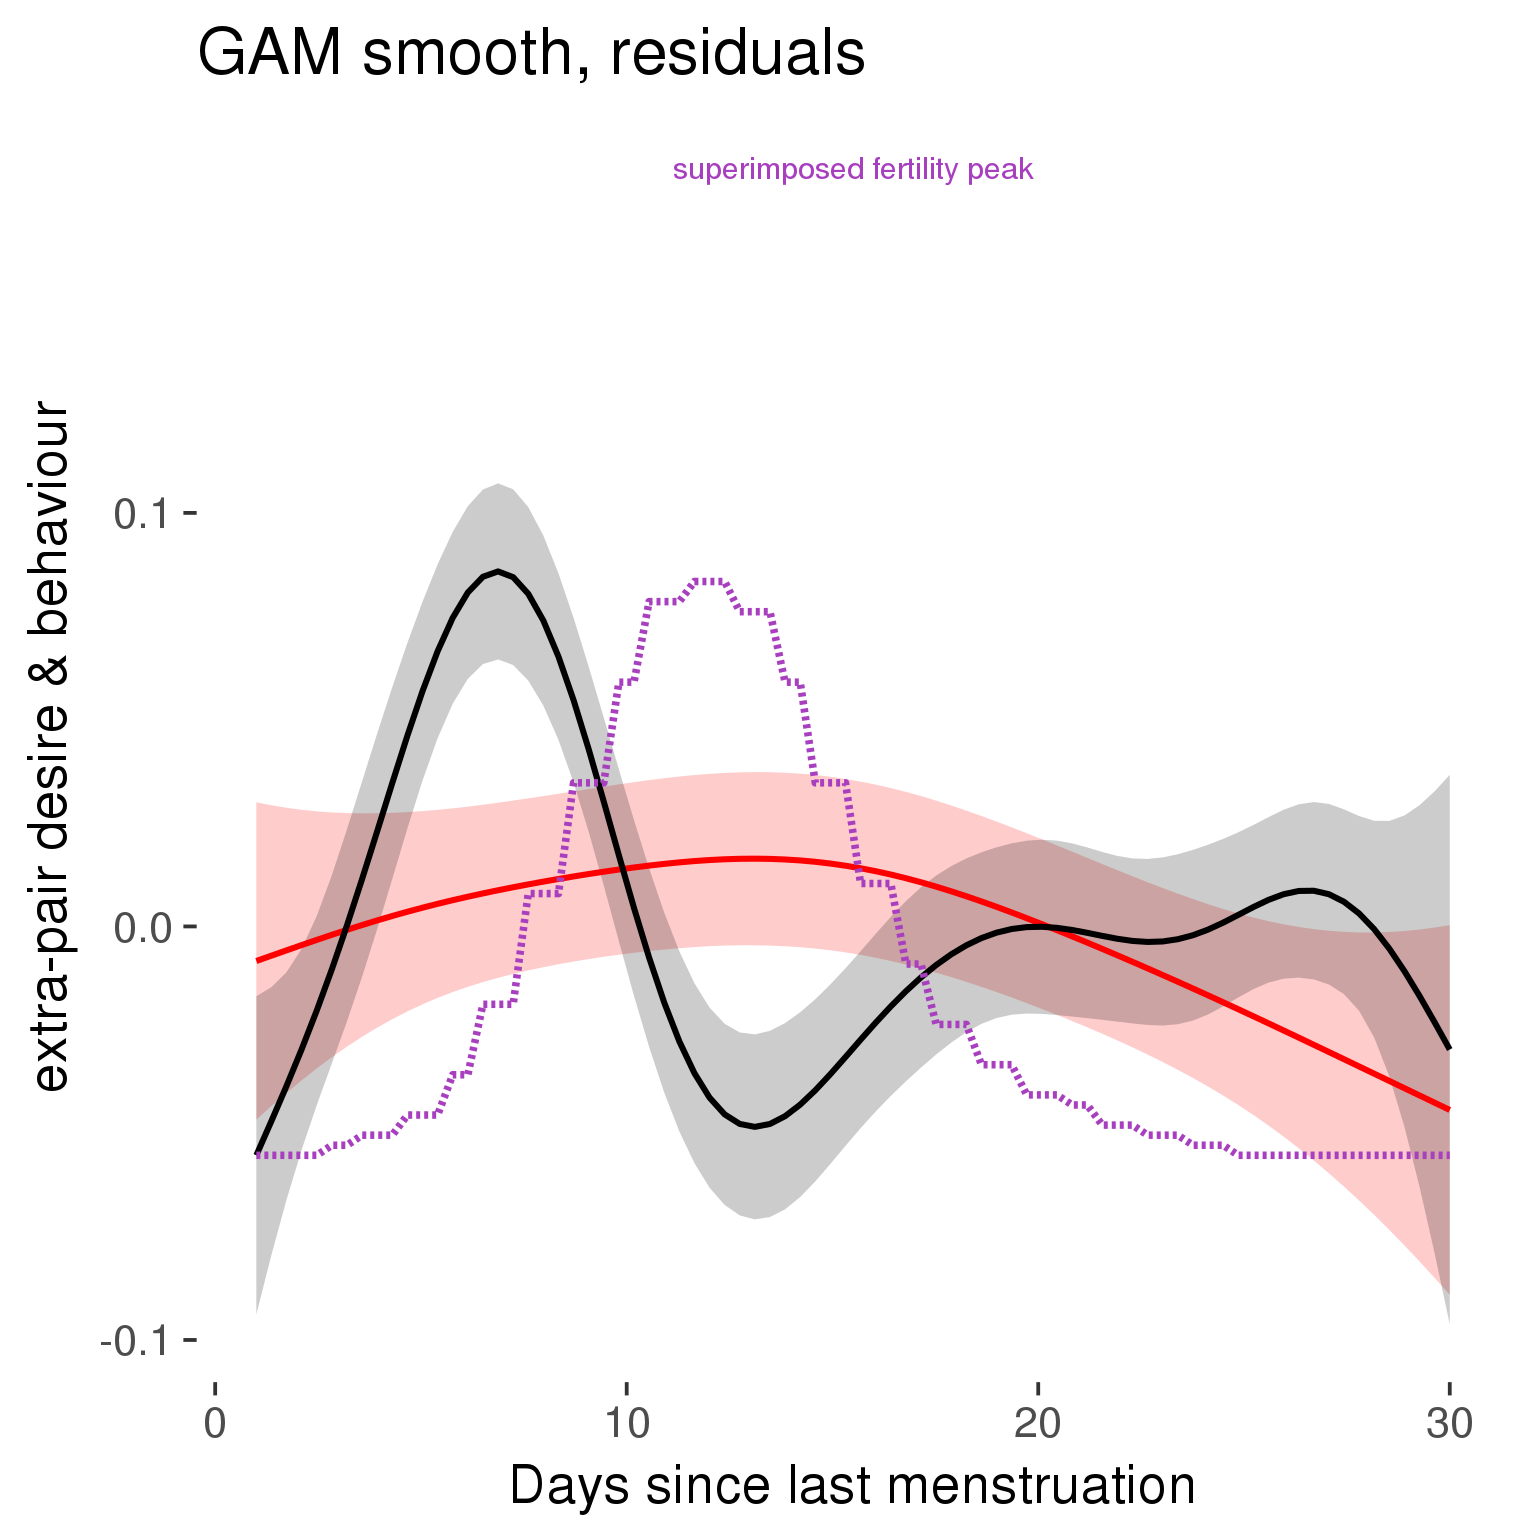 GAM smooth, residuals
superimposed fertility peak
extra-pair desire & behaviour
0.1
0.0
-0.1
0
10
20
30
Days since last menstruation